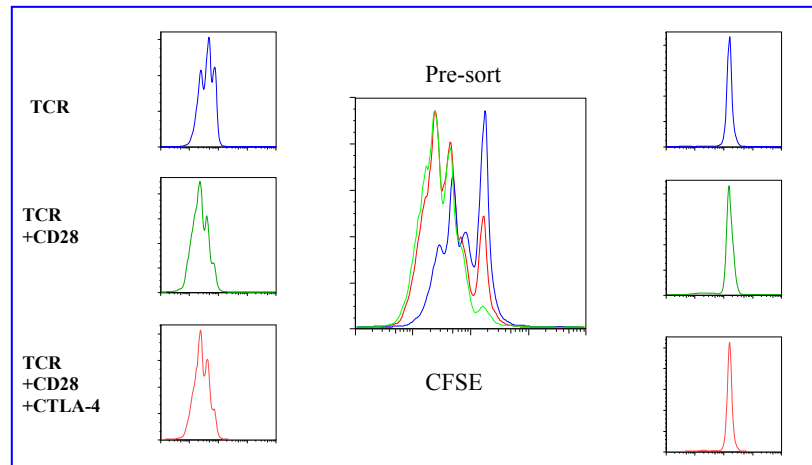 Pre-sort
TCR
TCR
+CD28
TCR
+CD28
+CTLA-4
CFSE